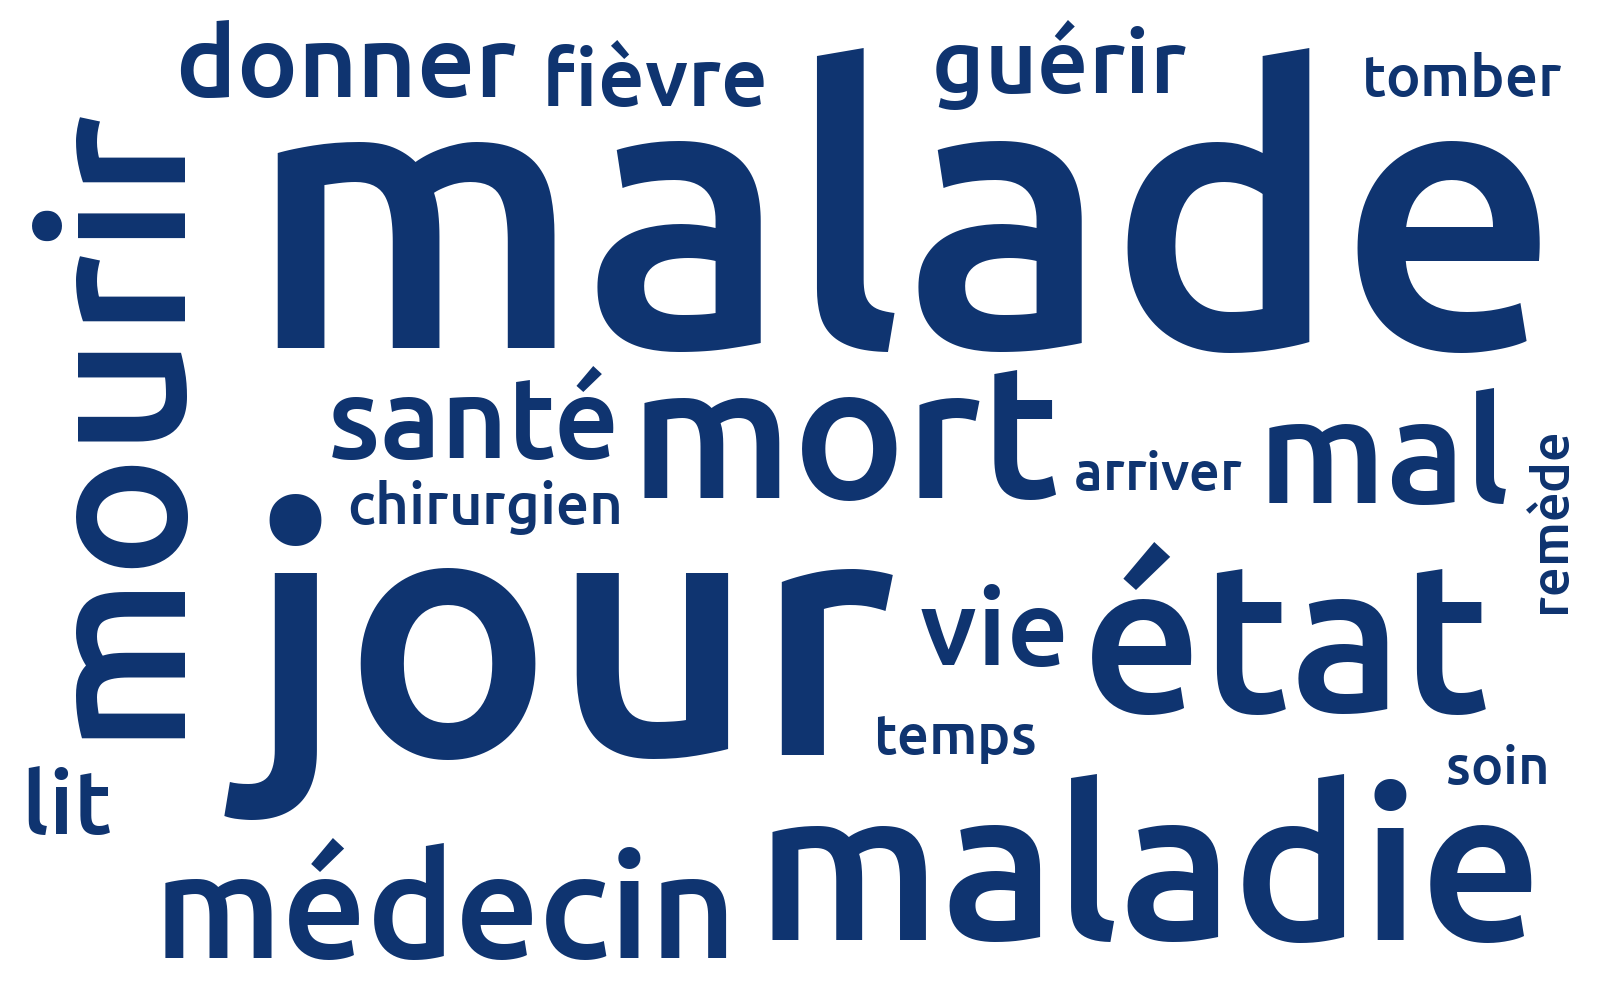 donner
fièvre
guérir
tomber
malade
mourir
santé
mort
arriver
mal
remède
chirurgien
jour
vie
état
temps
lit
soin
médecin
maladie